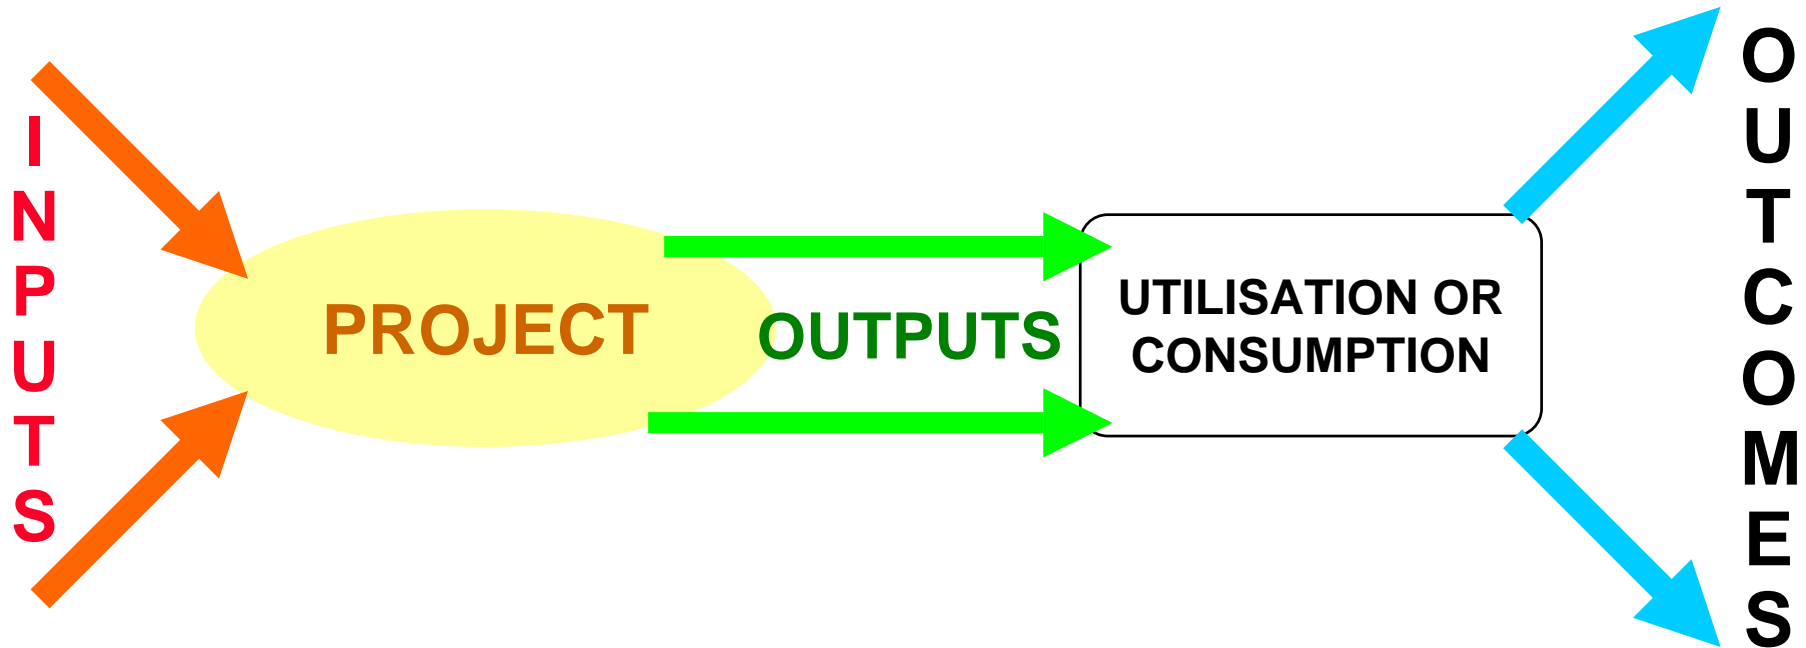 INPUTS
PROJECT
OUTPUTS
UTILISATION OR
CONSUMPTION
OUTCOMES